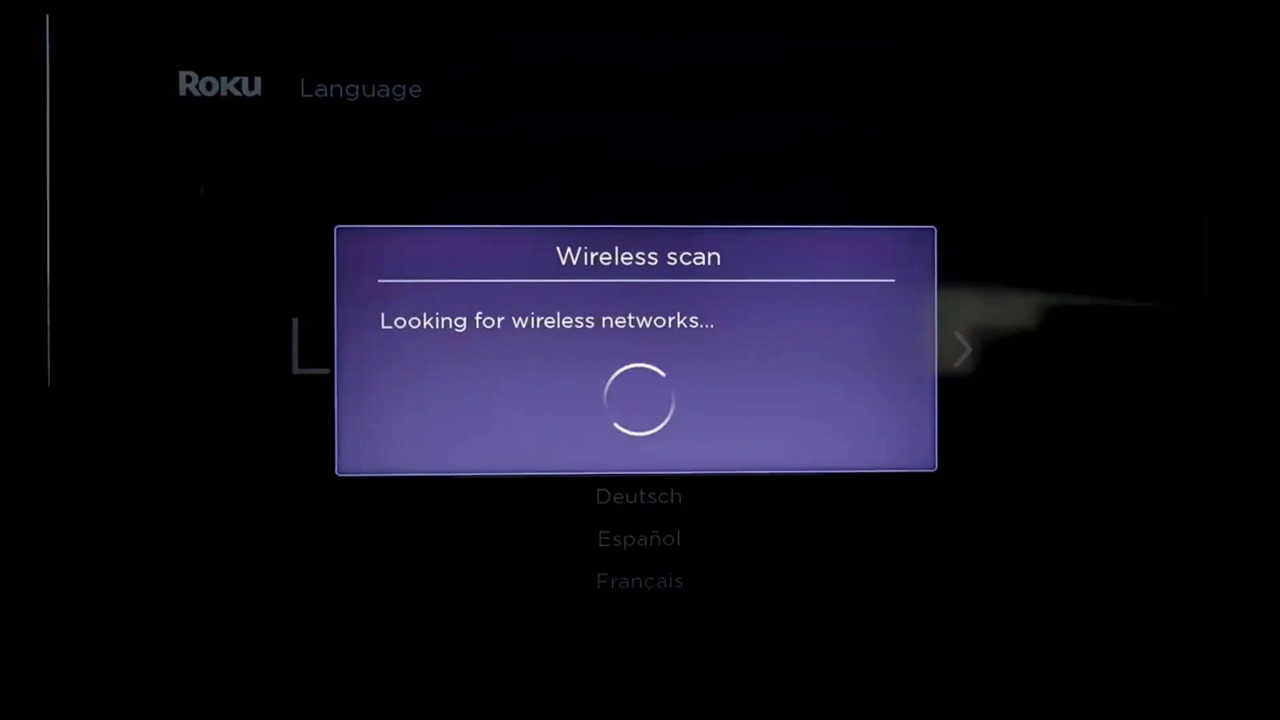 Roku Language
Wireless scan
Looking for wireless networks...
Deutsch
Español
Français